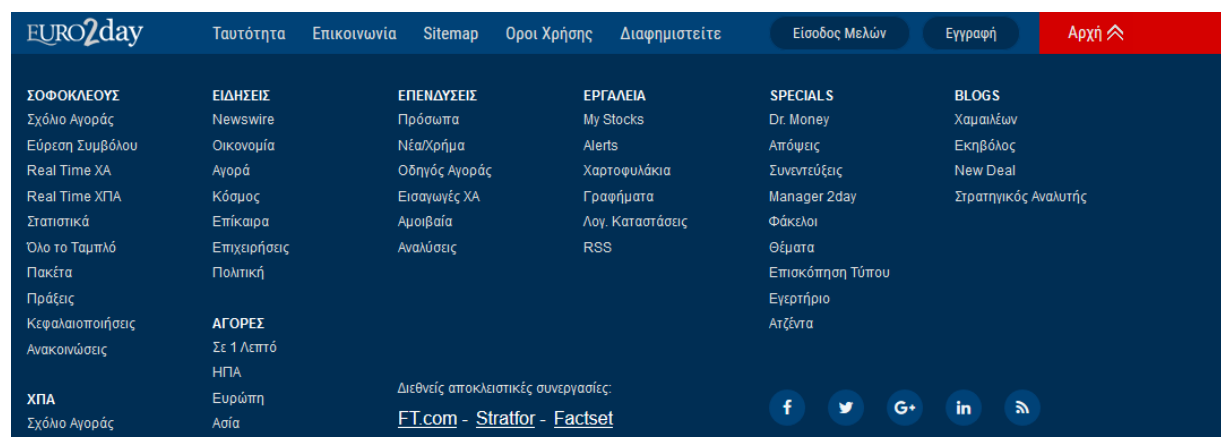 EURO2day
Ταυτότητα Επικοινωνία Sitemap Οροι Χρήσης Διαφημιστείτε Είσοδος Μελών Εγγραφή Αρχή
ΣΟΦΟΚΛΕΟΥΣ
Σχόλιο Αγοράς
Εύρεση Συμβόλου
Real Time ΧΑ
Real Time ΧΠΑ
Στατιστικά
Όλο το Ταμπλό
Πακέτα
Πράξεις
Κεφαλαιοποιήσεις
Ανακοινώσεις
ΧΠΑ
Σχόλιο Αγοράς
ΕΙΔΗΣΕΙΣ
Newswire
Οικονομία
Αγορά
Κόσμος
Επίκαιρα
Επιχειρήσεις
Πολιτική
ΑΓΟΡΕΣ
Σε 1 Λεπτό
ΗΠΑ
Ευρώπη
Ασία
ΕΠΕΝΔΥΣΕΙΣ
Πρόσωπα
Νέα/Χρήμα
Οδηγός Αγοράς
Εισαγωγές ΧΑ
Αμοιβαία
Αναλύσεις
ΕΡΓΑΛΕΙΑ
My Stocks
Alerts
Χαρτοφυλάκια
Γραφήματα
Λογ. Καταστάσεις
RSS
SPECIALS
Dr. Money
Απόψεις
Συνεντεύξεις
Manager 2day
Φάκελοι
Θέματα
Επισκόπηση Τύπου
Εγερτήριο
Ατζέντα
BLOGS
Χαμαιλέων
Εκηβόλος
New Deal
Στρατηγικός Αναλυτής
Διεθνείς αποκλειστικές συνεργασίες:
FT.com - Stratfor - Factset
f G+ in